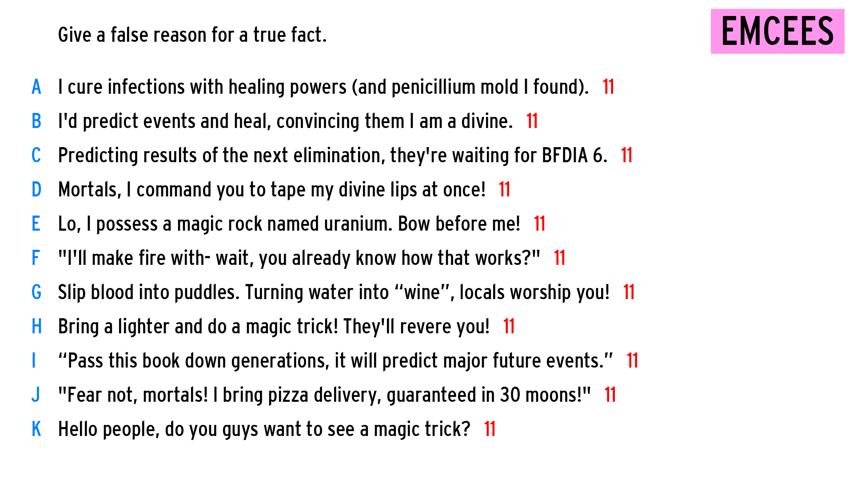 Give a false reason for a true fact.
EMCEES
A I cure infections with healing powers (and penicillium mold I found). 11
B I'd predict events and heal, convincing them I am a divine. 11
C Predicting results of the next elimination, they're waiting for BFDIA 6. 11
D Mortals, I command you to tape my divine lips at once! 11
E Lo, I possess a magic rock named uranium. Bow before me! 11
F "I'll make fire with- wait, you already know how that works?" 11
G Slip blood into puddles. Turning water into “wine”, locals worship you! 11
H Bring a lighter and do a magic trick! They'll revere you! 11
I “Pass this book down generations, it will predict major future events.” 11
J "Fear not, mortals! I bring pizza delivery, guaranteed in 30 moons!" 11
K Hello people, do you guys want to see a magic trick? 11